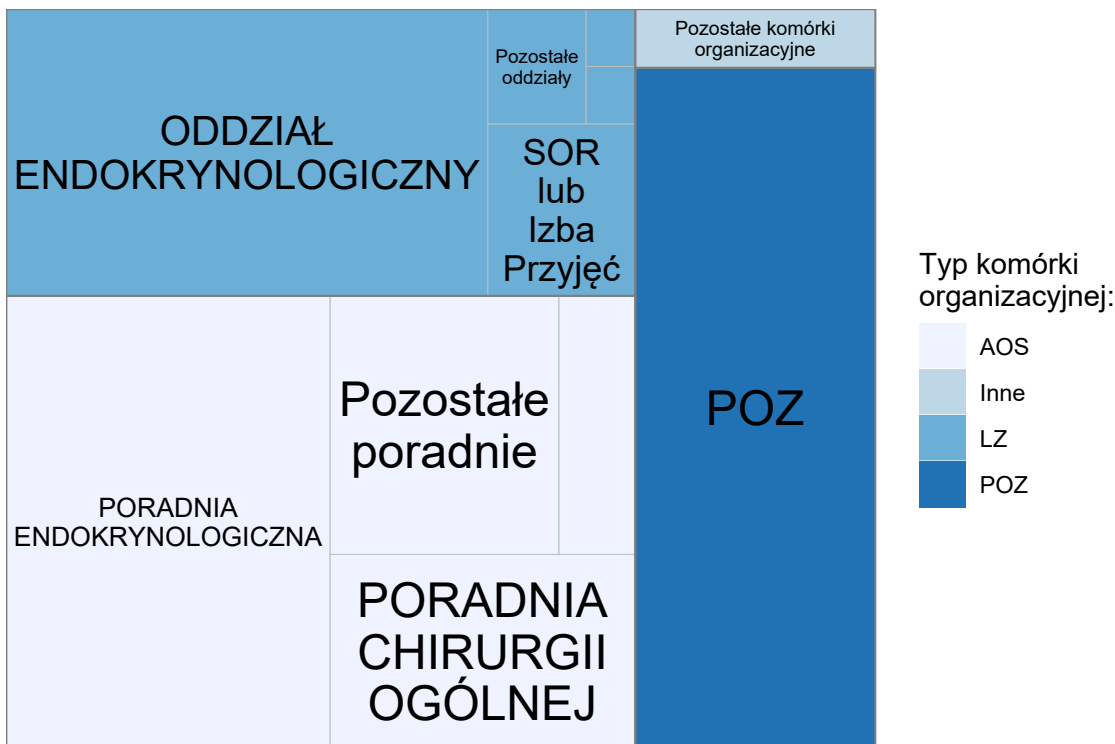 ODDZIAŁ
ENDOKRYNOLOGICZNY
Pozostałe
oddziały
SOR
lub
Izba
Przyjęć
Pozostałe komórki
organizacyjne
PORADNIA
ENDOKRYNOLOGICZNA
Pozostałe
poradnie
PORADNIA
CHIRURGII
OGÓLNEJ
POZ
Typ komórki
organizacyjnej:
AOS
Inne
LZ
POZ